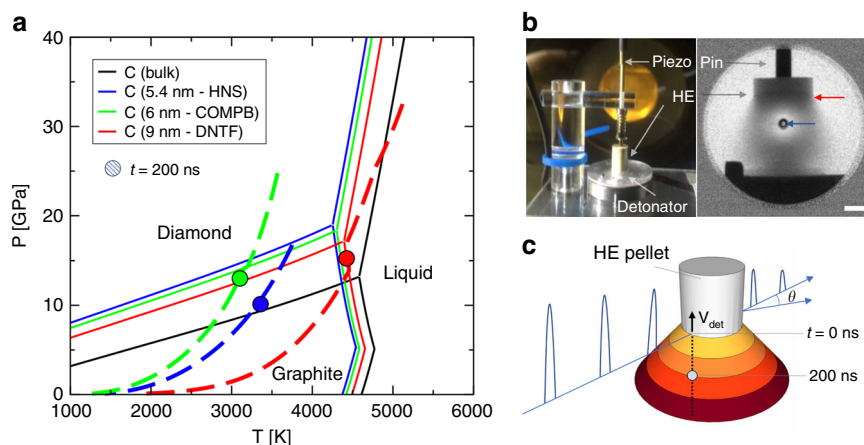 a
40
30
20
10
0
P [GPa]
1000
2000
3000
4000
5000
6000
T [K]
C (bulk)
C (5.4 nm - HNS)
C (6 nm - COMPB)
C (9 nm - DNTF)
t = 200 ns
Diamond
Liquid
Graphite
b
Piezo
Pin
HE
Detonator
c
HE pellet
θ
V_det
t = 0 ns
200 ns